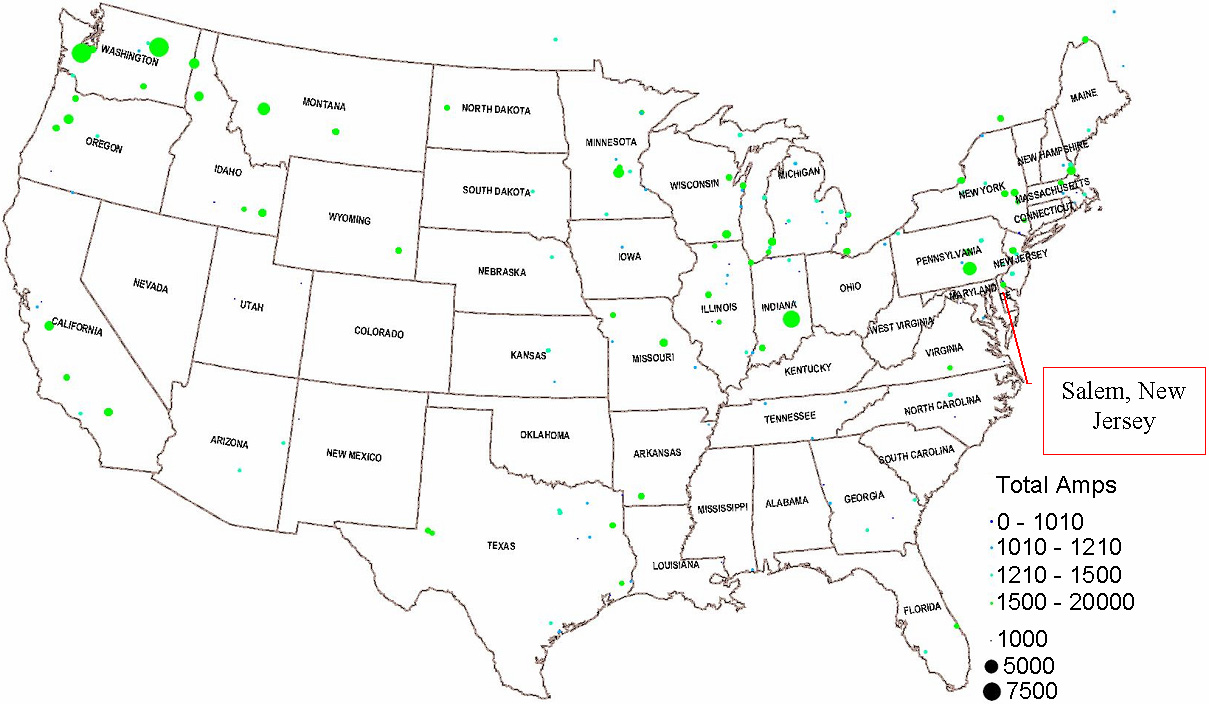 WASHINGTON
MONTANA
NORTH DAKOTA
MINNESOTA
MAINE
OREGON
IDAHO
SOUTH DAKOTA
WISCONSIN
MICHIGAN
NEW YORK
NEW HAMPSHIRE
MASSACHUSETTS
CONNECTICUT
WYOMING
IOWA
NEBRASKA
PENNSYLVANIA
NEW JERSEY
NEVADA
UTAH
COLORADO
ILLINOIS
INDIANA
OHIO
MARYLAND
DE
WEST VIRGINIA
VIRGINIA
CALIFORNIA
KANSAS
MISSOURI
KENTUCKY
Salem, New
Jersey
ARIZONA
NEW MEXICO
OKLAHOMA
ARKANSAS
TENNESSEE
NORTH CAROLINA
SOUTH CAROLINA
MISSISSIPPI
ALABAMA
GEORGIA
TEXAS
LOUISIANA
FLORIDA
Total Amps
0 - 1010
1010 - 1210
1210 - 1500
1500 - 20000
1000
5000
7500